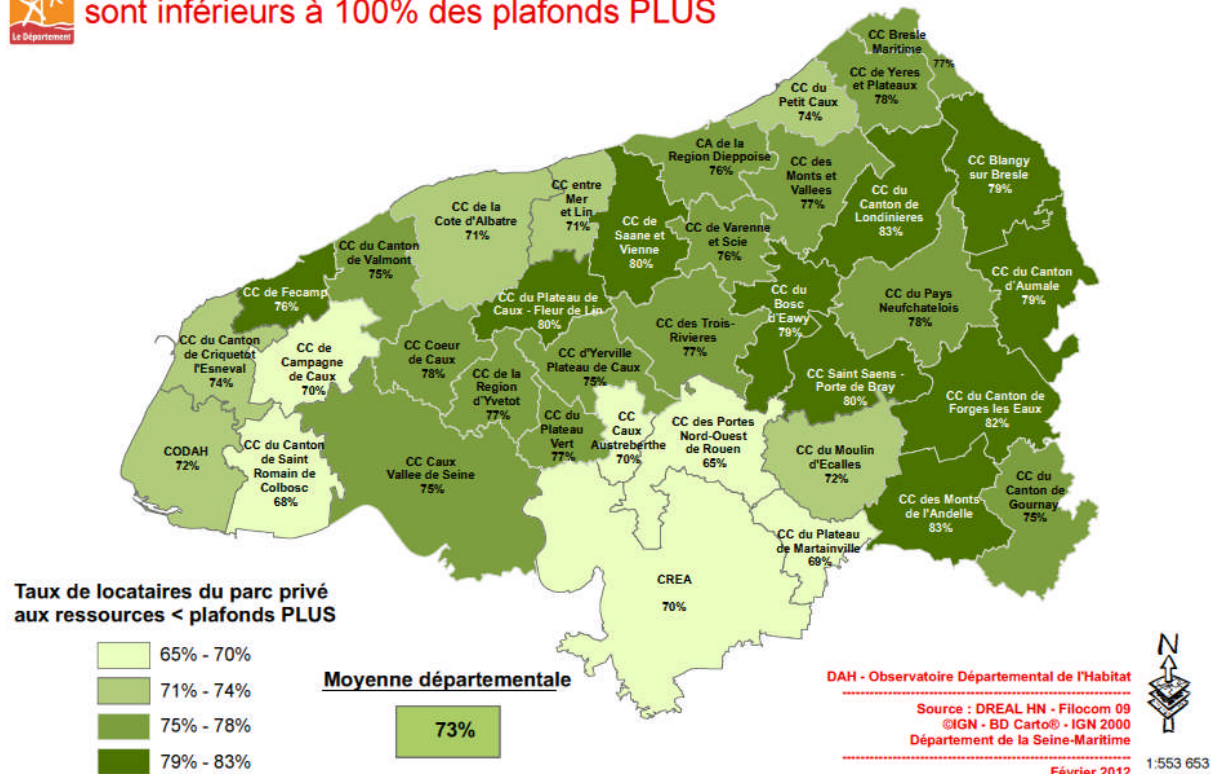 sont inférieurs à 100% des plafonds PLUS
Le Département
CC Bresle
Maritime
77%
CC de Yeres
et Plateaux
78%
CC du
Petit Caux
74%
CA de la
Region Dieppoise
76%
CC des
Monts et
Vallees
77%
CC Blangy
sur Bresle
79%
CC du
Canton de
Londinieres
83%
CC entre
Mer
et Lin
71%
CC de la
Cote d'Albatre
71%
CC de
Saane et
Vienne
80%
CC de Varenne
et Scie
76%
CC du Canton
de Valmont
75%
CC du Canton
d'Aumale
79%
CC de Fecamp
76%
CC du Plateau de
Caux - Fleur de Lin
80%
CC du
Bosc
d'Eawy
79%
CC du Pays
Neufchatelois
78%
CC des Trois-
Rivieres
77%
CC du Canton
de Criquetot
l'Esneval
74%
CC de
Campagne
de Caux
70%
CC Coeur
de Caux
78%
CC d'Yerville
Plateau de Caux
75%
CC de la
Region
d'Yvetot
77%
CC Saint Saens -
Porte de Bray
80%
CC du Canton de
Forges les Eaux
82%
CC du
Plateau
Vert
77%
CC
Caux
Austreberthe
70%
CC des Portes
Nord-Ouest
de Rouen
65%
CODAH
72%
CC du Canton
de Saint
Romain de
Colbosc
68%
CC Caux
Vallee de Seine
75%
CC du Moulin
d'Ecalles
72%
CC du
Canton de
Gournay
75%
CC des Monts
de l'Andelle
83%
CC du Plateau
de Martainville
69%
CREA
70%
Taux de locataires du parc privé
aux ressources < plafonds PLUS
65% - 70%
71% - 74%
75% - 78%
79% - 83%
Moyenne départementale
73%
N
DAH - Observatoire Départemental de l'Habitat
Source : DREAL HN - Filocom 09
©IGN - BD Carto® - IGN 2000
Département de la Seine-Maritime
Février 2012
1:553 653